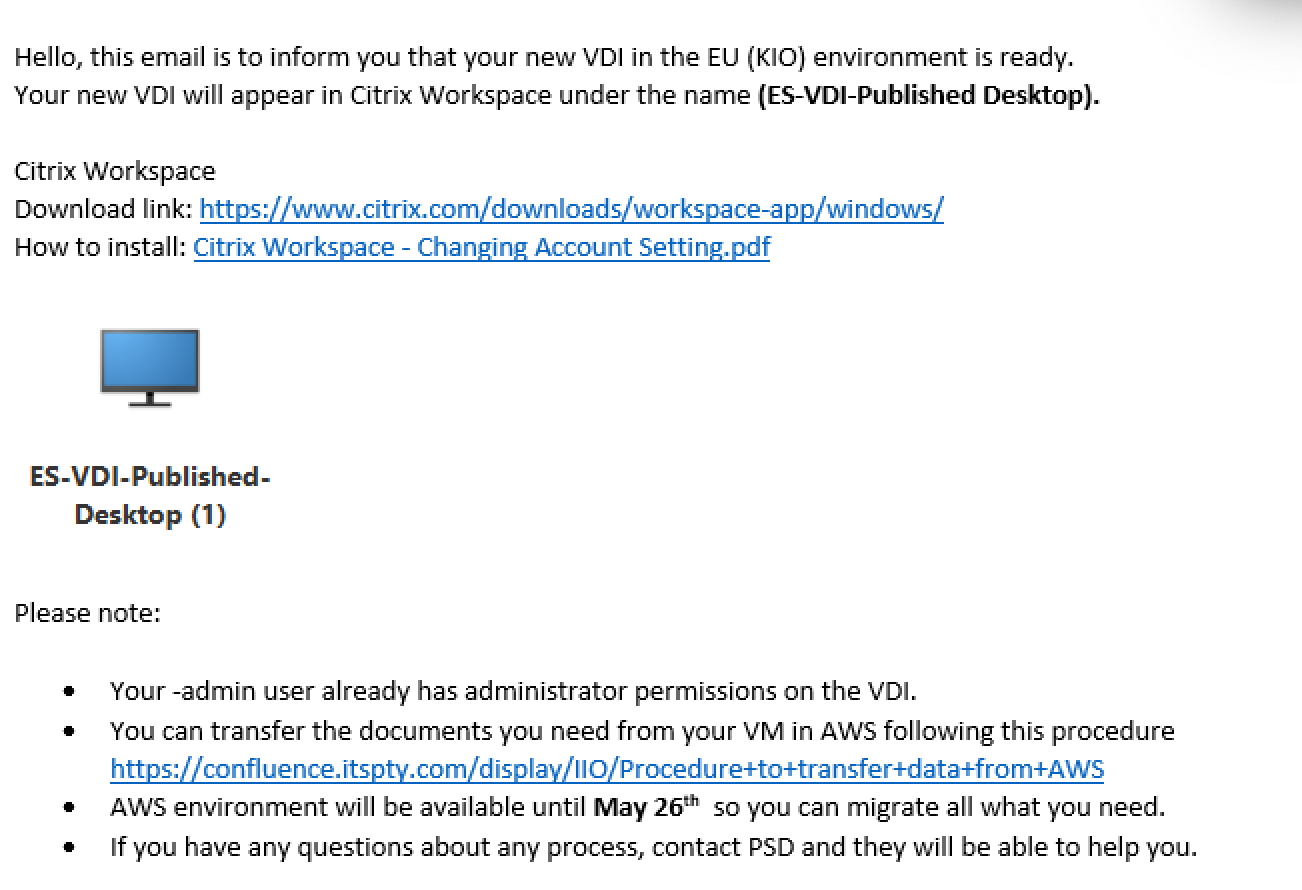 Hello, this email is to inform you that your new VDI in the EU (KIO) environment is ready.
Your new VDI will appear in Citrix Workspace under the name (ES-VDI-Published Desktop).
Citrix Workspace
Download link: https://www.citrix.com/downloads/workspace-app/windows/
How to install: Citrix Workspace - Changing Account Setting.pdf
ES-VDI-Published-
Desktop (1)
Please note:
• Your -admin user already has administrator permissions on the VDI.
• You can transfer the documents you need from your VM in AWS following this procedure
https://confluence.itspty.com/display/IIO/Procedure+to+transfer+data+from+AWS
• AWS environment will be available until May 26th so you can migrate all what you need.
• If you have any questions about any process, contact PSD and they will be able to help you.